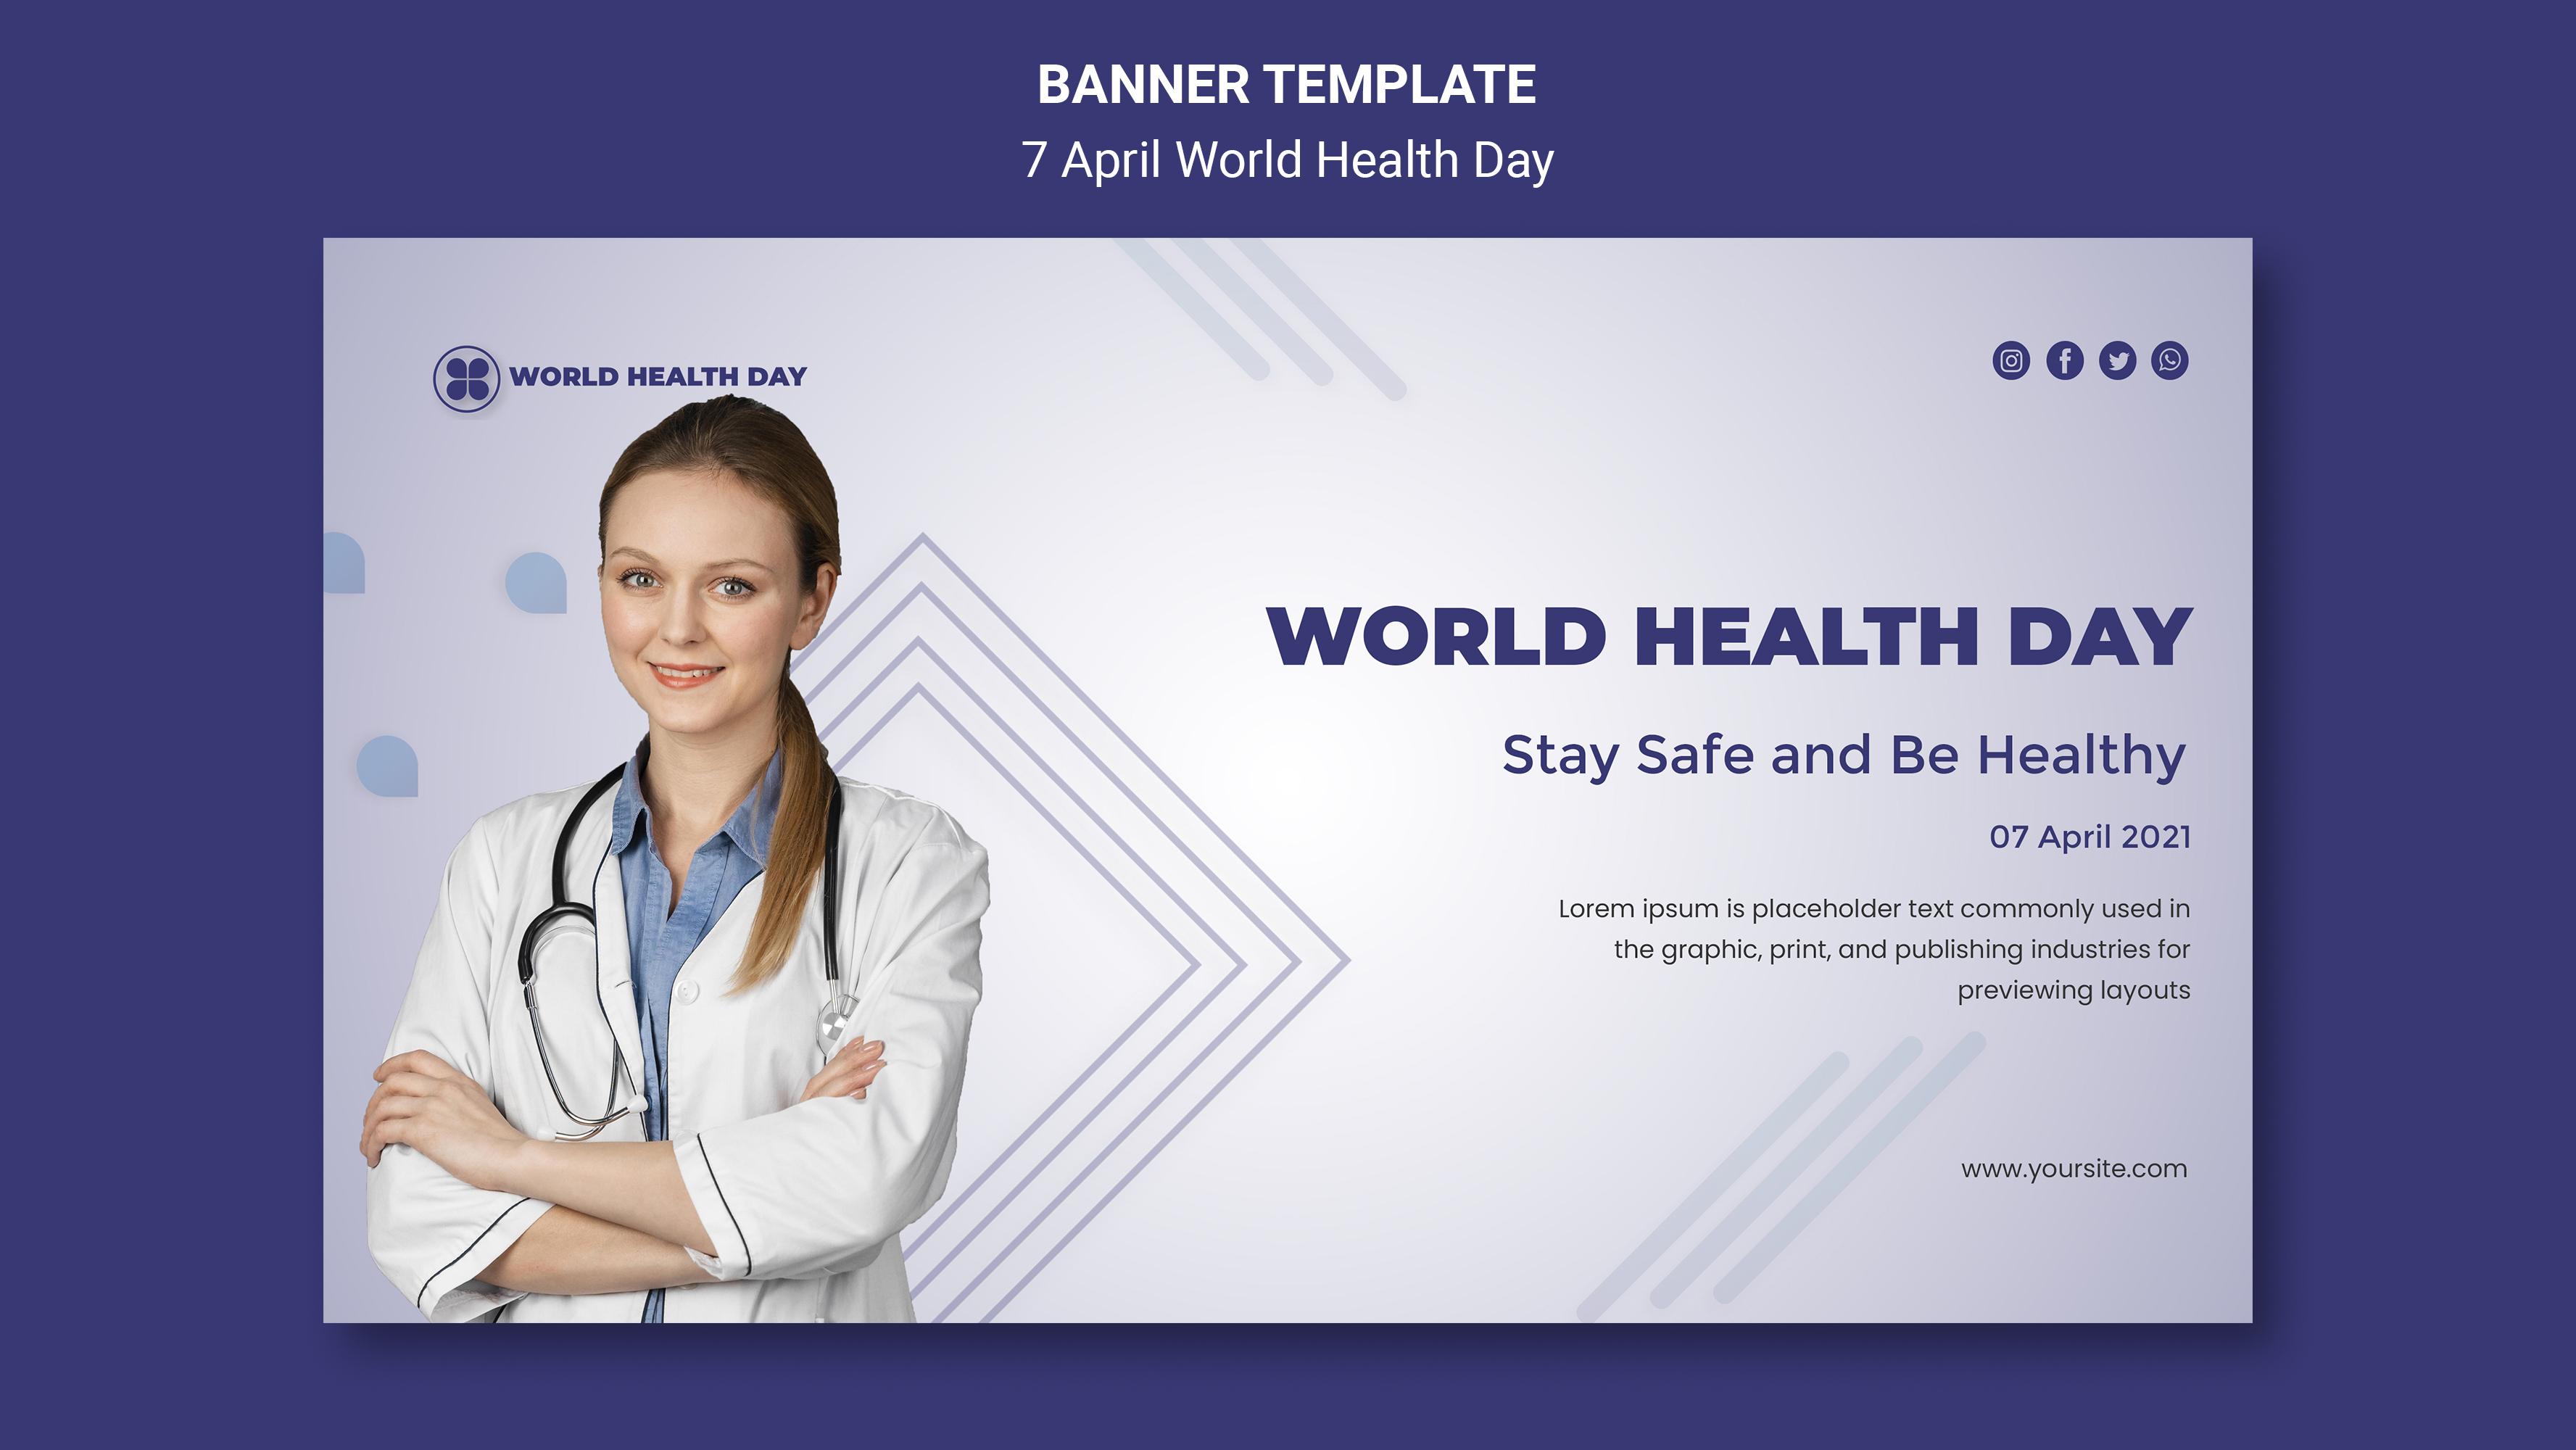 BANNER TEMPLATE
7 April World Health Day
WORLD HEALTH DAY
WORLD HEALTH DAY
Stay Safe and Be Healthy
07 April 2021
Lorem ipsum is placeholder text commonly used in
the graphic, print, and publishing industries for
previewing layouts
www.yoursite.com